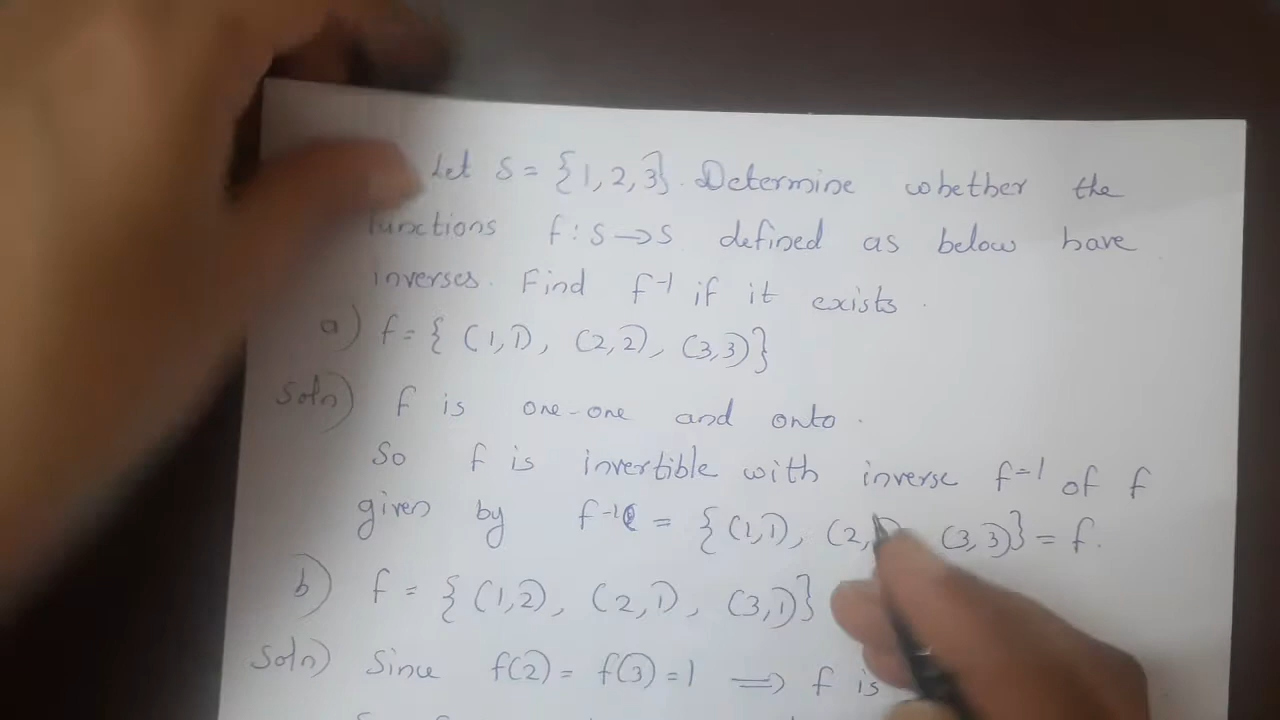 Let S = {1, 2, 3}. Determine whether the
functions f : S → S defined as below have
inverses. Find f⁻¹ if it exists.
a) f = { (1,1), (2,2), (3,3)}
Soln) f is one-one and onto.
So f is invertible with inverse f⁻¹ of f
given by f⁻¹ = {(1,1), (2, (3,3)} = f.
b) f = {(1,2), (2,1), (3,1)}
Soln) Since f(2) = f(3) = 1 ⟹ f is